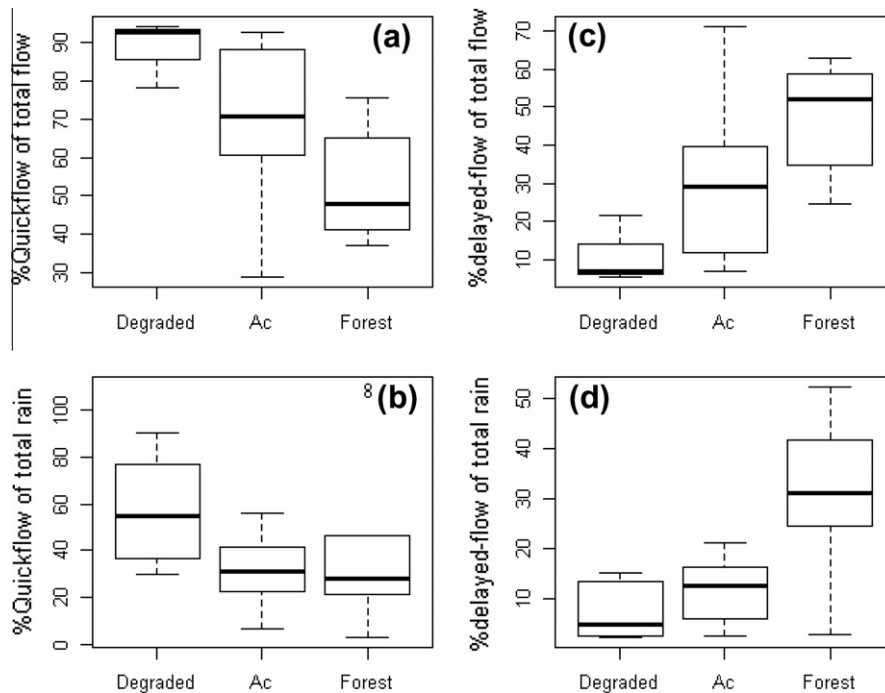 (a)
%Quickflow of total flow
90
80
70
60
50
40
30
Degraded Ac Forest
(c)
%delayed-flow of total flow
70
60
50
40
30
20
10
Degraded Ac Forest
(b)
8
%Quickflow of total rain
100
80
60
40
20
0
Degraded Ac Forest
(d)
%delayed-flow of total rain
50
40
30
20
10
Degraded Ac Forest